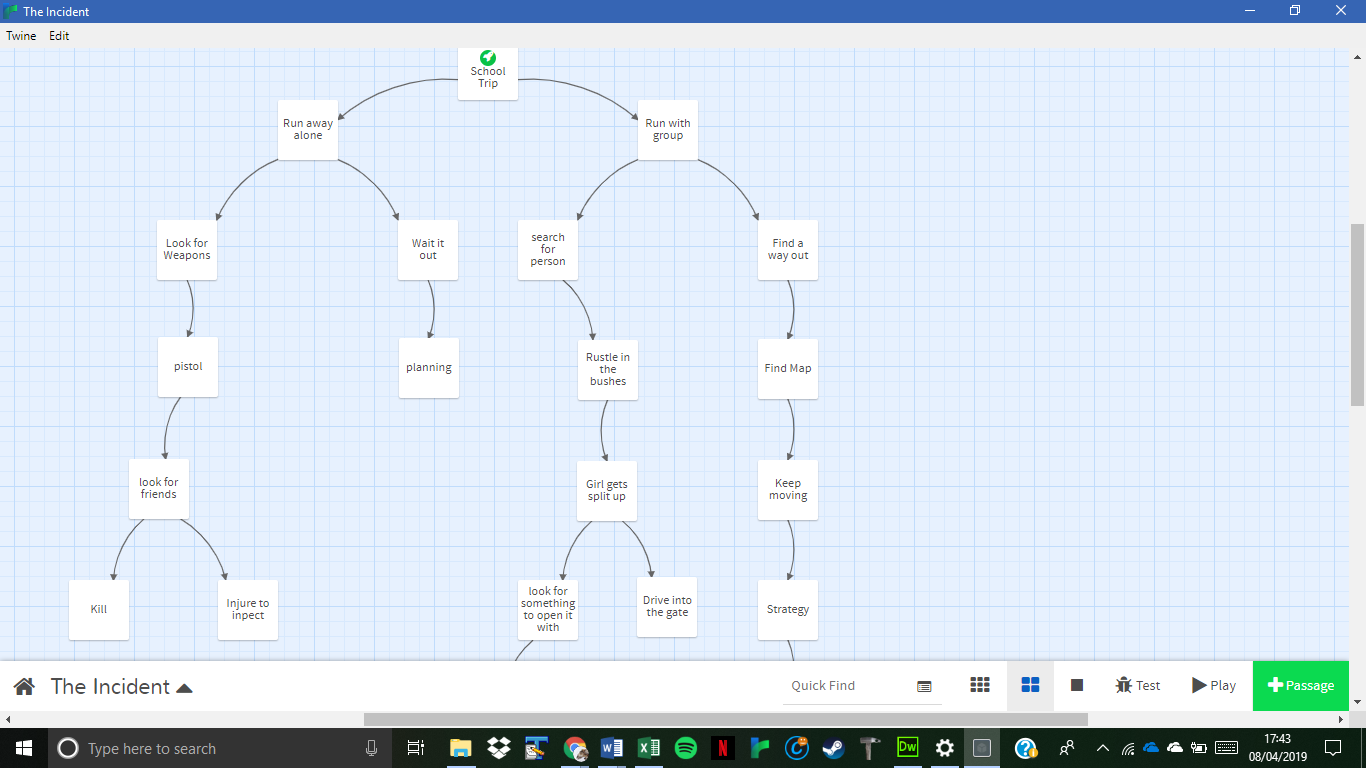 The Incident
Twine Edit
School
Trip
Run away
alone
Run with
group
Look for
Weapons
Wait it
out
search
for
person
Find a
way out
pistol
planning
Rustle in
the
bushes
Find Map
look for
friends
Girl gets
split up
Keep
moving
Kill
Injure to
inpect
look for
something
to open it
with
Drive into
the gate
Strategy
The Incident
Quick Find
Test
Play
Passage
Type here to search
N
Dw
17:43
08/04/2019